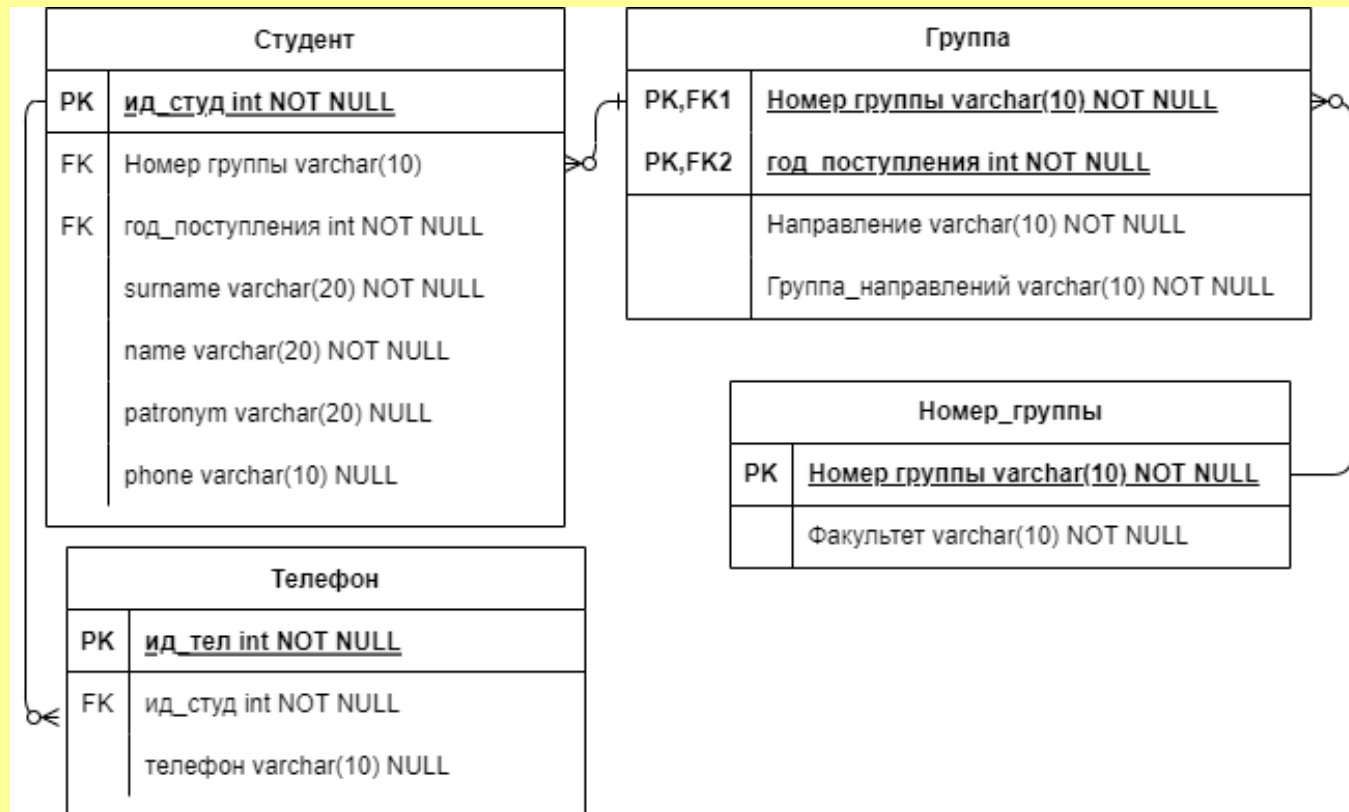 Студент
PK ид_студ int NOT NULL
FK Номер группы varchar(10)
FK год_поступления int NOT NULL
surname varchar(20) NOT NULL
name varchar(20) NOT NULL
patronym varchar(20) NULL
phone varchar(10) NULL
Группа
PK,FK1 Номер группы varchar(10) NOT NULL
PK,FK2 год_поступления int NOT NULL
Направление varchar(10) NOT NULL
Группа_направлений varchar(10) NOT NULL
Номер_группы
PK Номер группы varchar(10) NOT NULL
Факультет varchar(10) NOT NULL
Телефон
PK ид_тел int NOT NULL
FK ид_студ int NOT NULL
телефон varchar(10) NULL